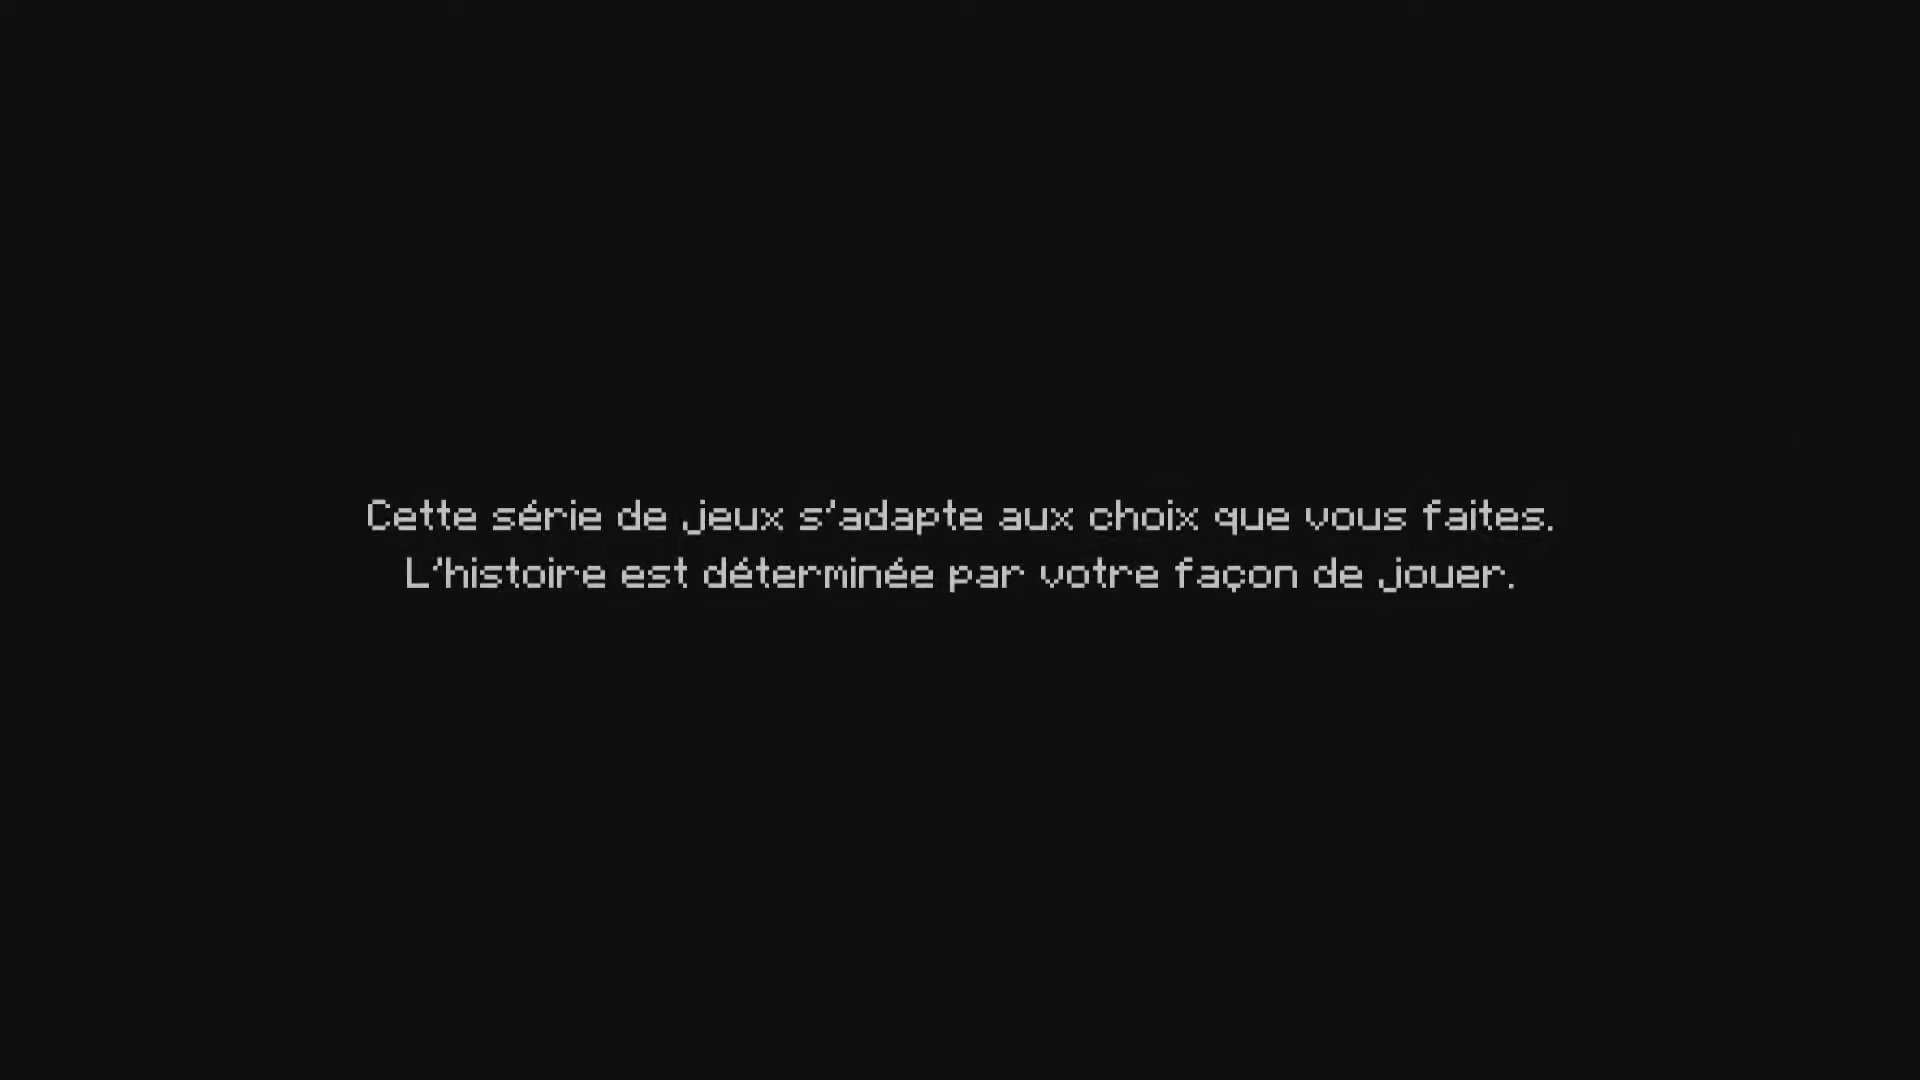 Cette série de jeux s'adapte aux choix que vous faites.
L'histoire est déterminée par votre façon de jouer.